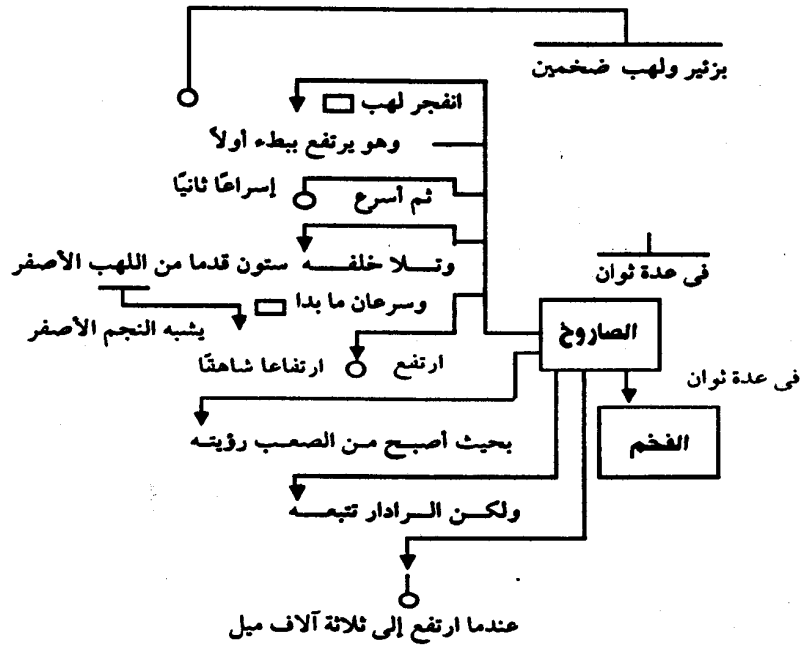 بزئير ولهب ضخمين
انفجر لهب
وهو يرتفع ببطء أولاً
ثم أسرع إسراعًا ثانيًا
وتلا خلفه ستون قدما من اللهب الأصفر
فى عدة ثوان
وسرعان ما بدا
يشبه النجم الأصفر
الصاروخ
ارتفع ارتفاعا شاهقًا
فى عدة ثوان
الفخم
بحيث أصبح من الصعب رؤيته
ولكن الرادار تتبعه
عندما ارتفع إلى ثلاثة آلاف ميل